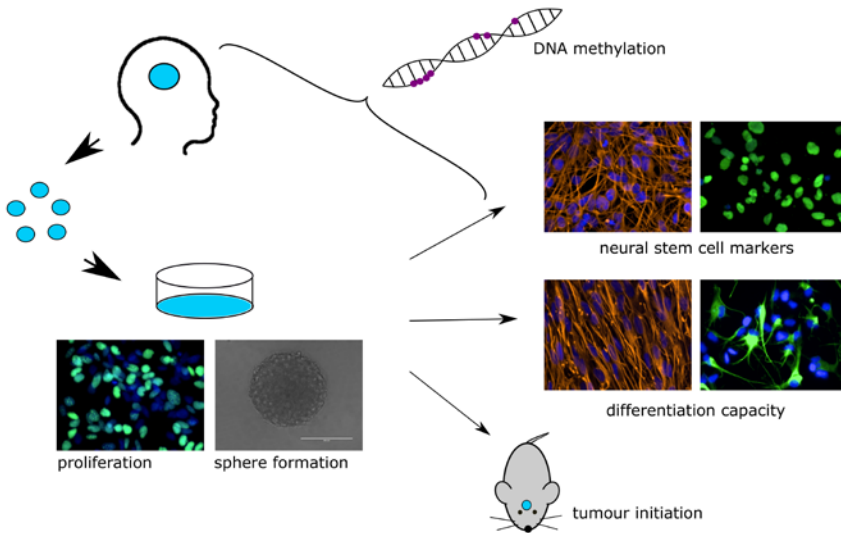 DNA methylation
neural stem cell markers
differentiation capacity
proliferation
sphere formation
tumour initiation